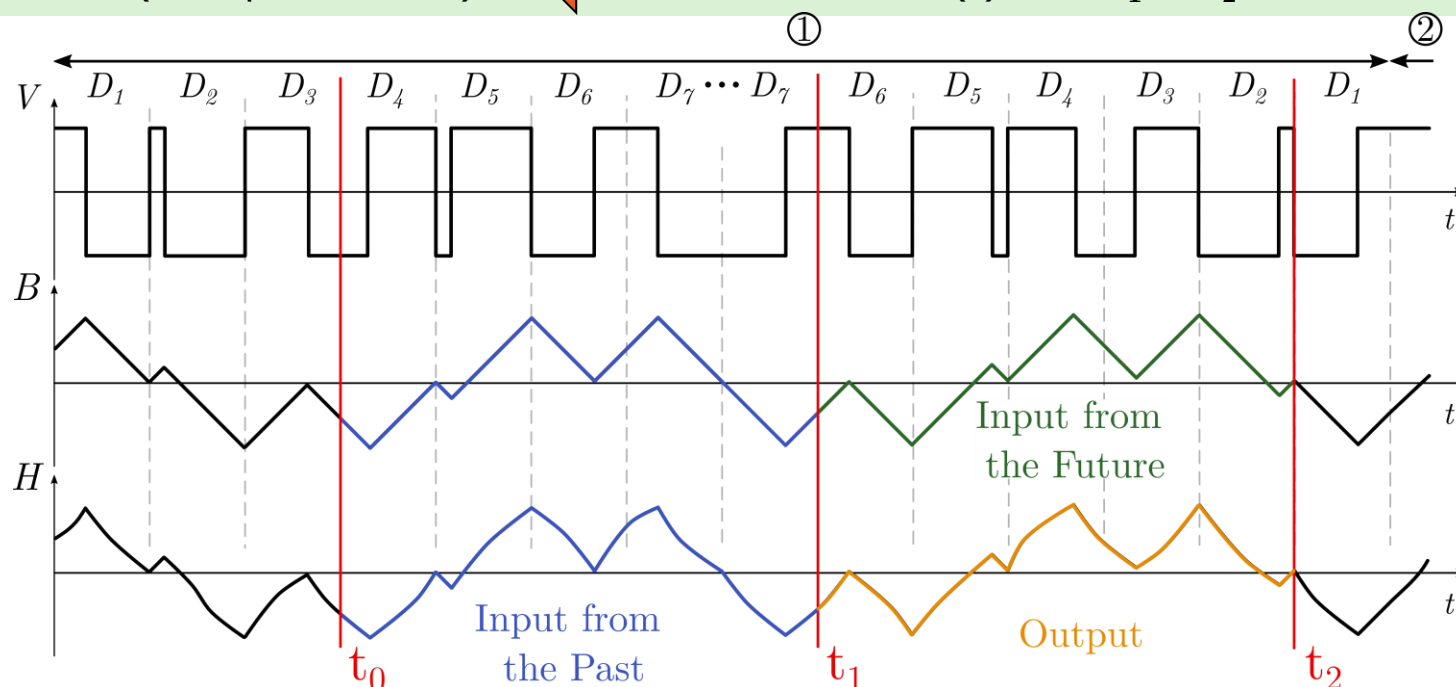 ① ②
V D₁ D₂ D₃ D₄ D₅ D₆ D₇ ··· D₇ D₆ D₅ D₄ D₃ D₂ D₁
t
B
t
Input from
the Future
H
t
Input from
the Past
Output
t₀ t₁ t₂